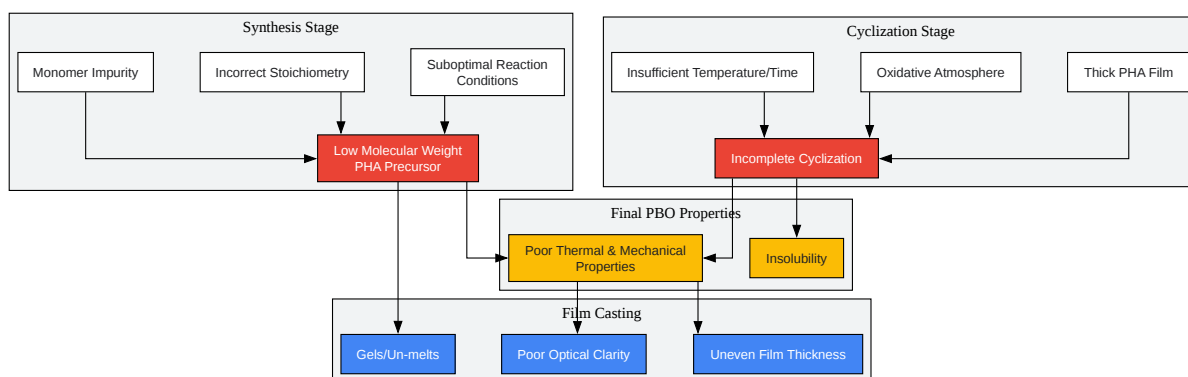 Synthesis Stage
Monomer Impurity
Incorrect Stoichiometry
Suboptimal Reaction
Conditions
Low Molecular Weight
PHA Precursor
Cyclization Stage
Insufficient Temperature/Time
Oxidative Atmosphere
Thick PHA Film
Incomplete Cyclization
Final PBO Properties
Poor Thermal & Mechanical
Properties
Insolubility
Film Casting
Gels/Un-melts
Poor Optical Clarity
Uneven Film Thickness